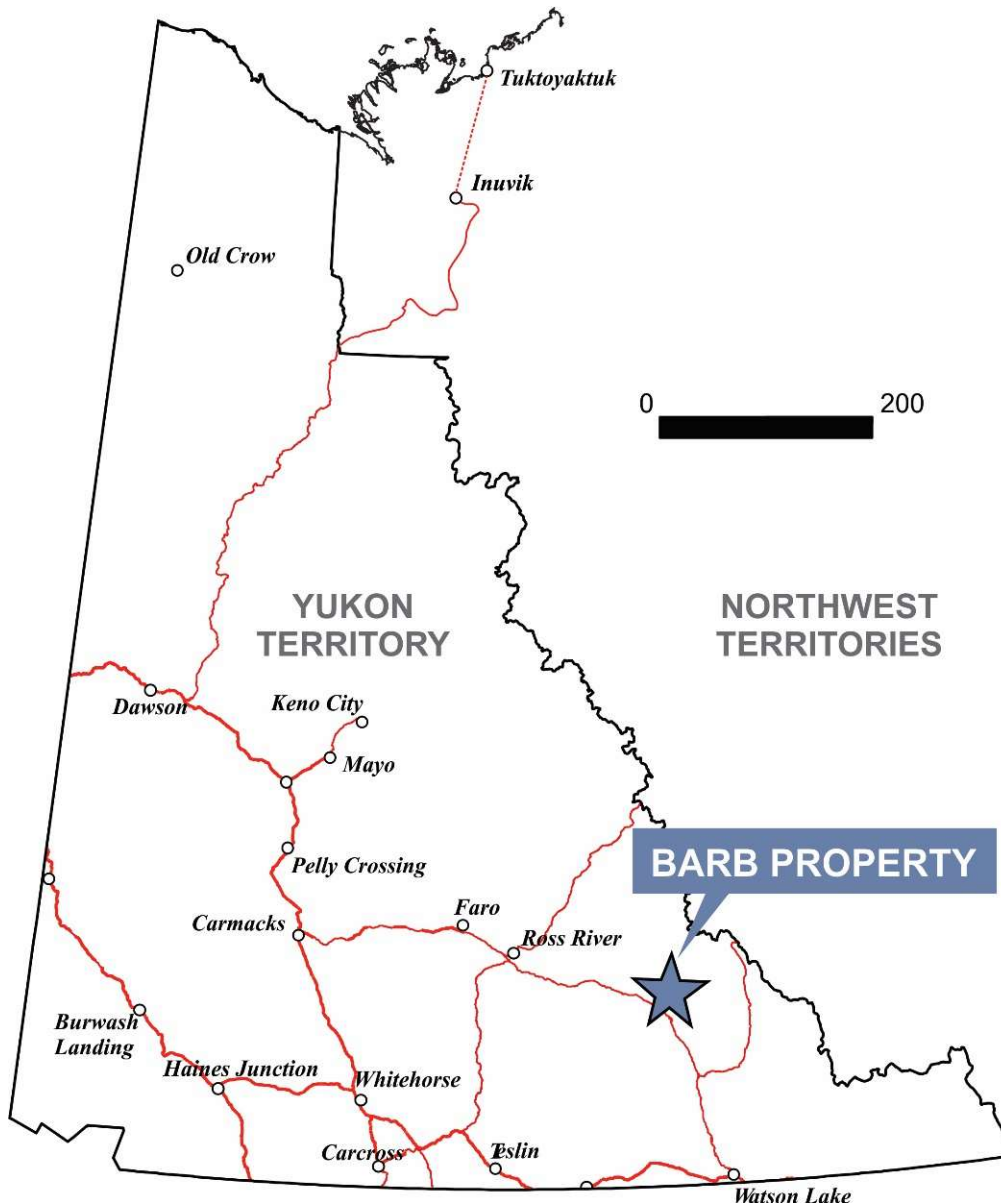 Tuktoyaktuk
Inuvik
Old Crow
0 200
YUKON
TERRITORY
NORTHWEST
TERRITORIES
Dawson
Keno City
Mayo
Pelly Crossing
BARB PROPERTY
Carmacks
Faro
Ross River
Burwash
Landing
Haines Junction
Whitehorse
Carcross
Teslin
Watson Lake